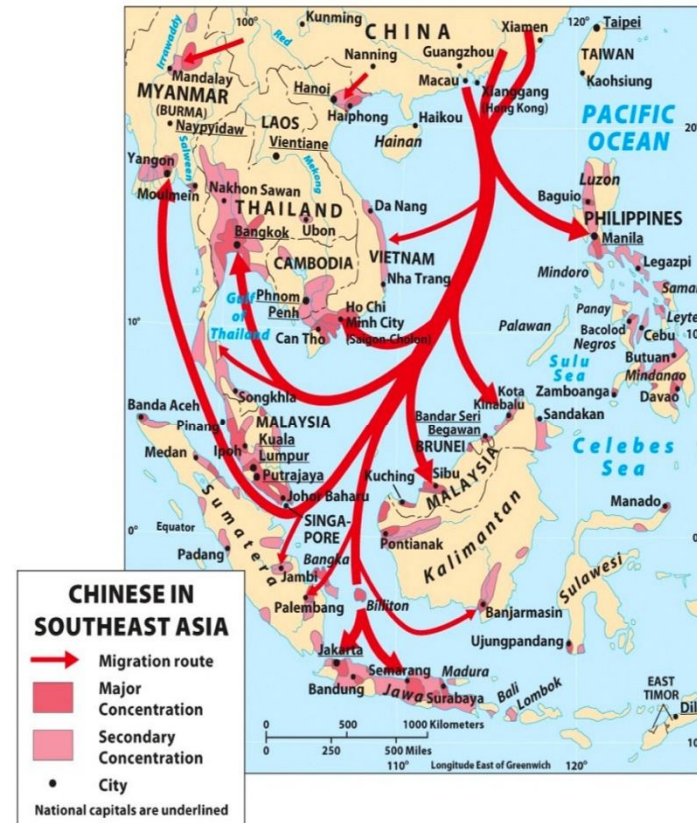 100°
120°
Kunming
CHINA
Xiamen
Taipei
Irrawaddy
Red
Nanning
Guangzhou
TAIWAN
Mandalay
Hanoi
Macau
Xianggang
(Hong Kong)
Kaohsiung
MYANMAR
(BURMA)
LAOS
Haiphong
Haikou
PACIFIC
OCEAN
Naypyidaw
Vientiane
Hainan
20°
Yangon
Salween
Mekong
Luzon
Moulmein
Nakhon Sawan
Da Nang
Baguio
THAILAND
PHILIPPINES
Bangkok
Ubon
Manila
CAMBODIA
VIETNAM
Legazpi
Nha Trang
Mindoro
Samar
Gulf
of
Thailand
Phnom
Penh
Ho Chi
Minh City
(Saigon-Cholon)
Panay
Leyte
10°
Palawan
Bacolod
Cebu
10
Can Tho
Negros
Sulu
Sea
Butuan
Mindanao
Songkhla
Kota
Kinabalu
Zamboanga
Davao
Banda Aceh
MALAYSIA
Bandar Seri
Begawan
Sandakan
Pinang
Kuala
Lumpur
BRUNEI
Celebes
Sea
Medan
Ipoh
Putrajaya
Kuching
Sibu
MALAYSIA
Johor Baharu
Manado
0°
Equator
SINGA-
PORE
Pontianak
Kalimantan
0
Sumatera
Padang
Bangka
Jambi
Sulawesi
Palembang
Billiton
Banjarmasin
Jakarta
Ujungpandang
Semarang
Madura
Bandung
Jawa
Surabaya
Bali
Lombok
EAST
TIMOR
Dil
0 500 1000 Kilometers
0 250 500 Miles
110°
Longitude East of Greenwich
120°
10
CHINESE IN
SOUTHEAST ASIA
Migration route
Major
Concentration
Secondary
Concentration
City
National capitals are underlined